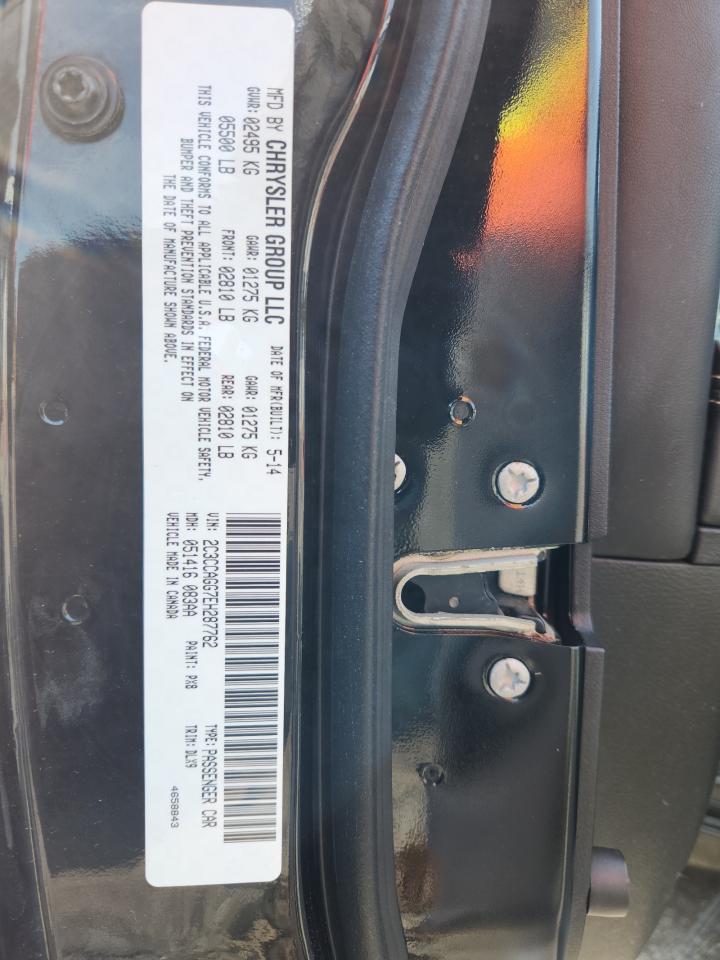 MFD BY CHRYSLER GROUP LLC
DATE OF MFR(BUILT): 5-14
GVWR: 02495 KG
GAWR: 01275 KG
GAWR: 01275 KG
05500 LB
FRONT: 02810 LB
REAR: 02810 LB
THIS VEHICLE CONFORMS TO ALL APPLICABLE U.S.A. FEDERAL MOTOR VEHICLE SAFETY,
BUMPER AND THEFT PREVENTION STANDARDS IN EFFECT ON
THE DATE OF MANUFACTURE SHOWN ABOVE.
VIN: 2C3CCAGG7EH287762
TYPE: PASSENGER CAR
MDH: 051416 083AA
PAINT: PX8
TRIM: DLX9
VEHICLE MADE IN CANADA
4658843